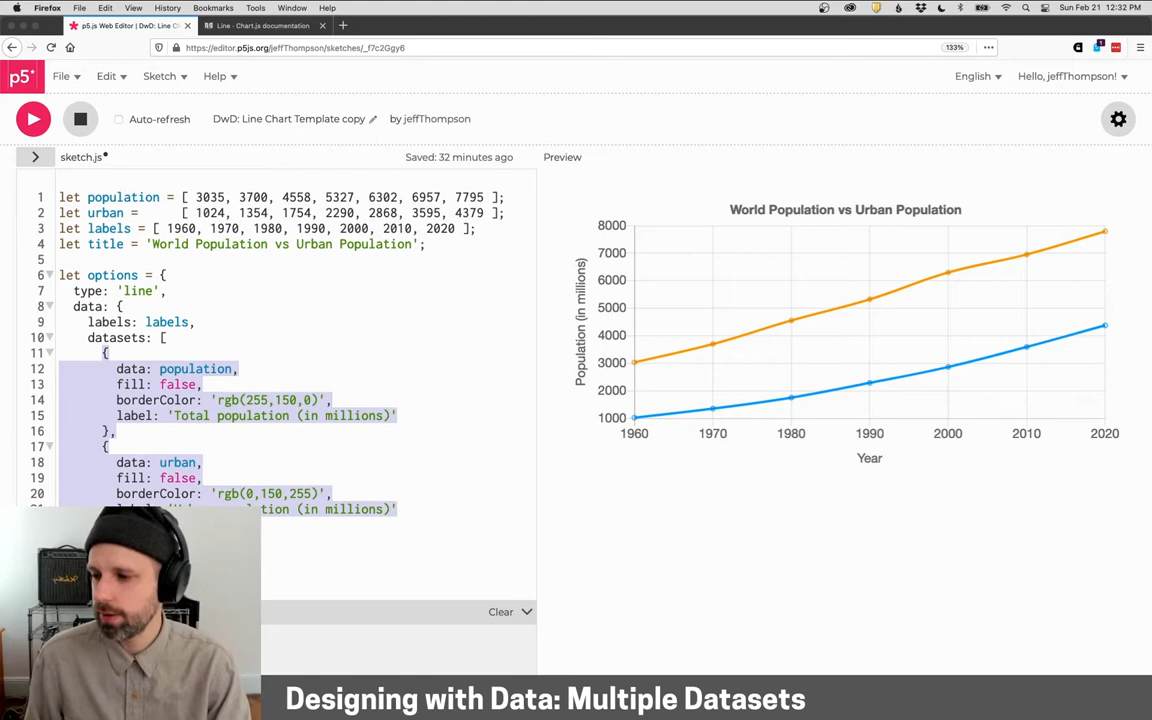 Firefox File Edit View History Bookmarks Tools Window Help
Sun Feb 21 12:32 PM
p5.js Web Editor | DwD: Line C
Line - Chart.js documentation
https://editor.p5js.org/jeffThompson/sketches/_f7c2Ggy6
133%
p5*
File Edit Sketch Help
English Hello, jeffThompson!
Auto-refresh
DwD: Line Chart Template copy
by jeffThompson
sketch.js
Saved: 32 minutes ago
Preview
1 let population = [ 3035, 3700, 4558, 5327, 6302, 6957, 7795 ];
2 let urban = [ 1024, 1354, 1754, 2290, 2868, 3595, 4379 ];
3 let labels = [ 1960, 1970, 1980, 1990, 2000, 2010, 2020 ];
4 let title = 'World Population vs Urban Population';
5
6 let options = {
7 type: 'line',
8 data: {
9 labels: labels,
10 datasets: [
11 {
12 data: population,
13 fill: false,
14 borderColor: 'rgb(255,150,0)',
15 label: 'Total population (in millions)'
16 },
17 {
18 data: urban,
19 fill: false,
20 borderColor: 'rgb(0,150,255)',
(in millions)'
Clear
World Population vs Urban Population
8000
7000
6000
5000
4000
3000
2000
1000
Population (in millions)
1960 1970 1980 1990 2000 2010 2020
Year
Designing with Data: Multiple Datasets